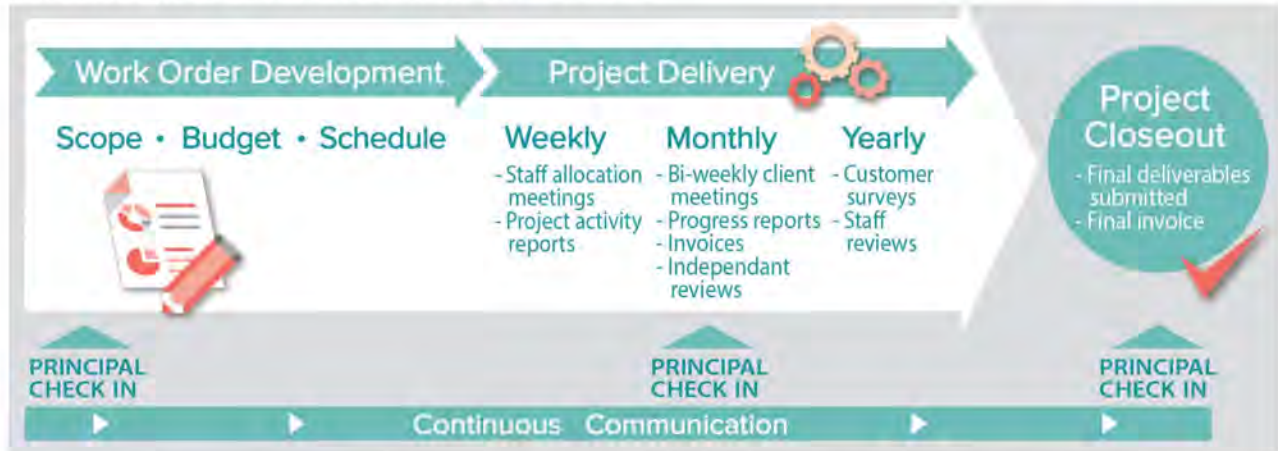 Work Order Development
Project Delivery
Scope • Budget • Schedule
Weekly
- Staff allocation
meetings
- Project activity
reports
Monthly
- Bi-weekly client
meetings
- Progress reports
- Invoices
- Independant
reviews
Yearly
- Customer
surveys
- Staff
reviews
Project
Closeout
- Final deliverables
submitted
- Final invoice
PRINCIPAL
CHECK IN
PRINCIPAL
CHECK IN
PRINCIPAL
CHECK IN
Continuous Communication